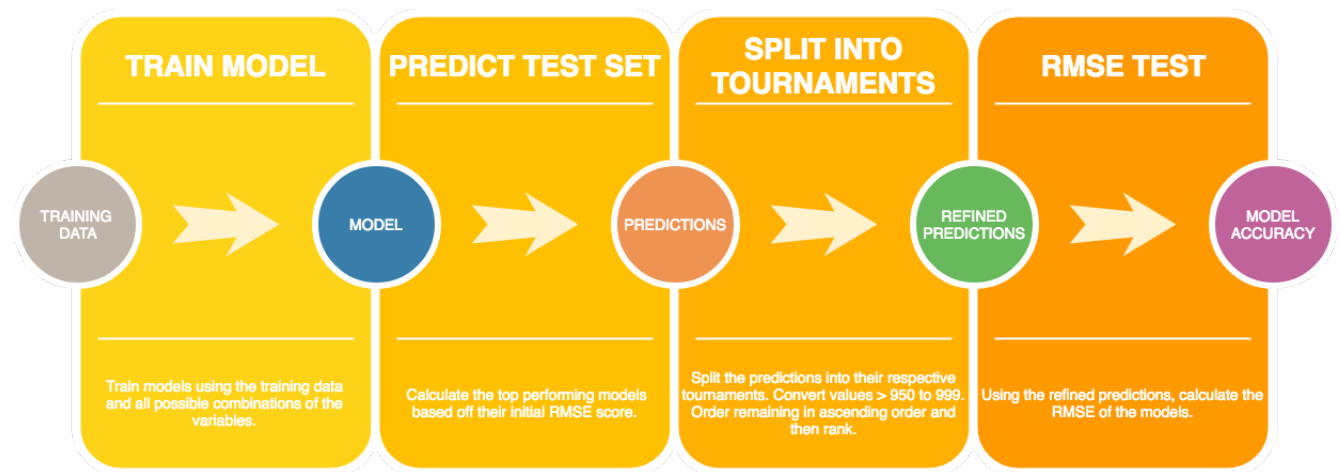 TRAIN MODEL
PREDICT TEST SET
SPLIT INTO
TOURNAMENTS
RMSE TEST
TRAINING
DATA
MODEL
PREDICTIONS
REFINED
PREDICTIONS
MODEL
ACCURACY
Train models using the training data
and all possible combinations of the
variables.
Calculate the top performing models
based off their initial RMSE score.
Split the predictions into their respective
tournaments. Convert values > 950 to 999.
Order remaining in ascending order and
then rank.
Using the refined predictions, calculate the
RMSE of the models.